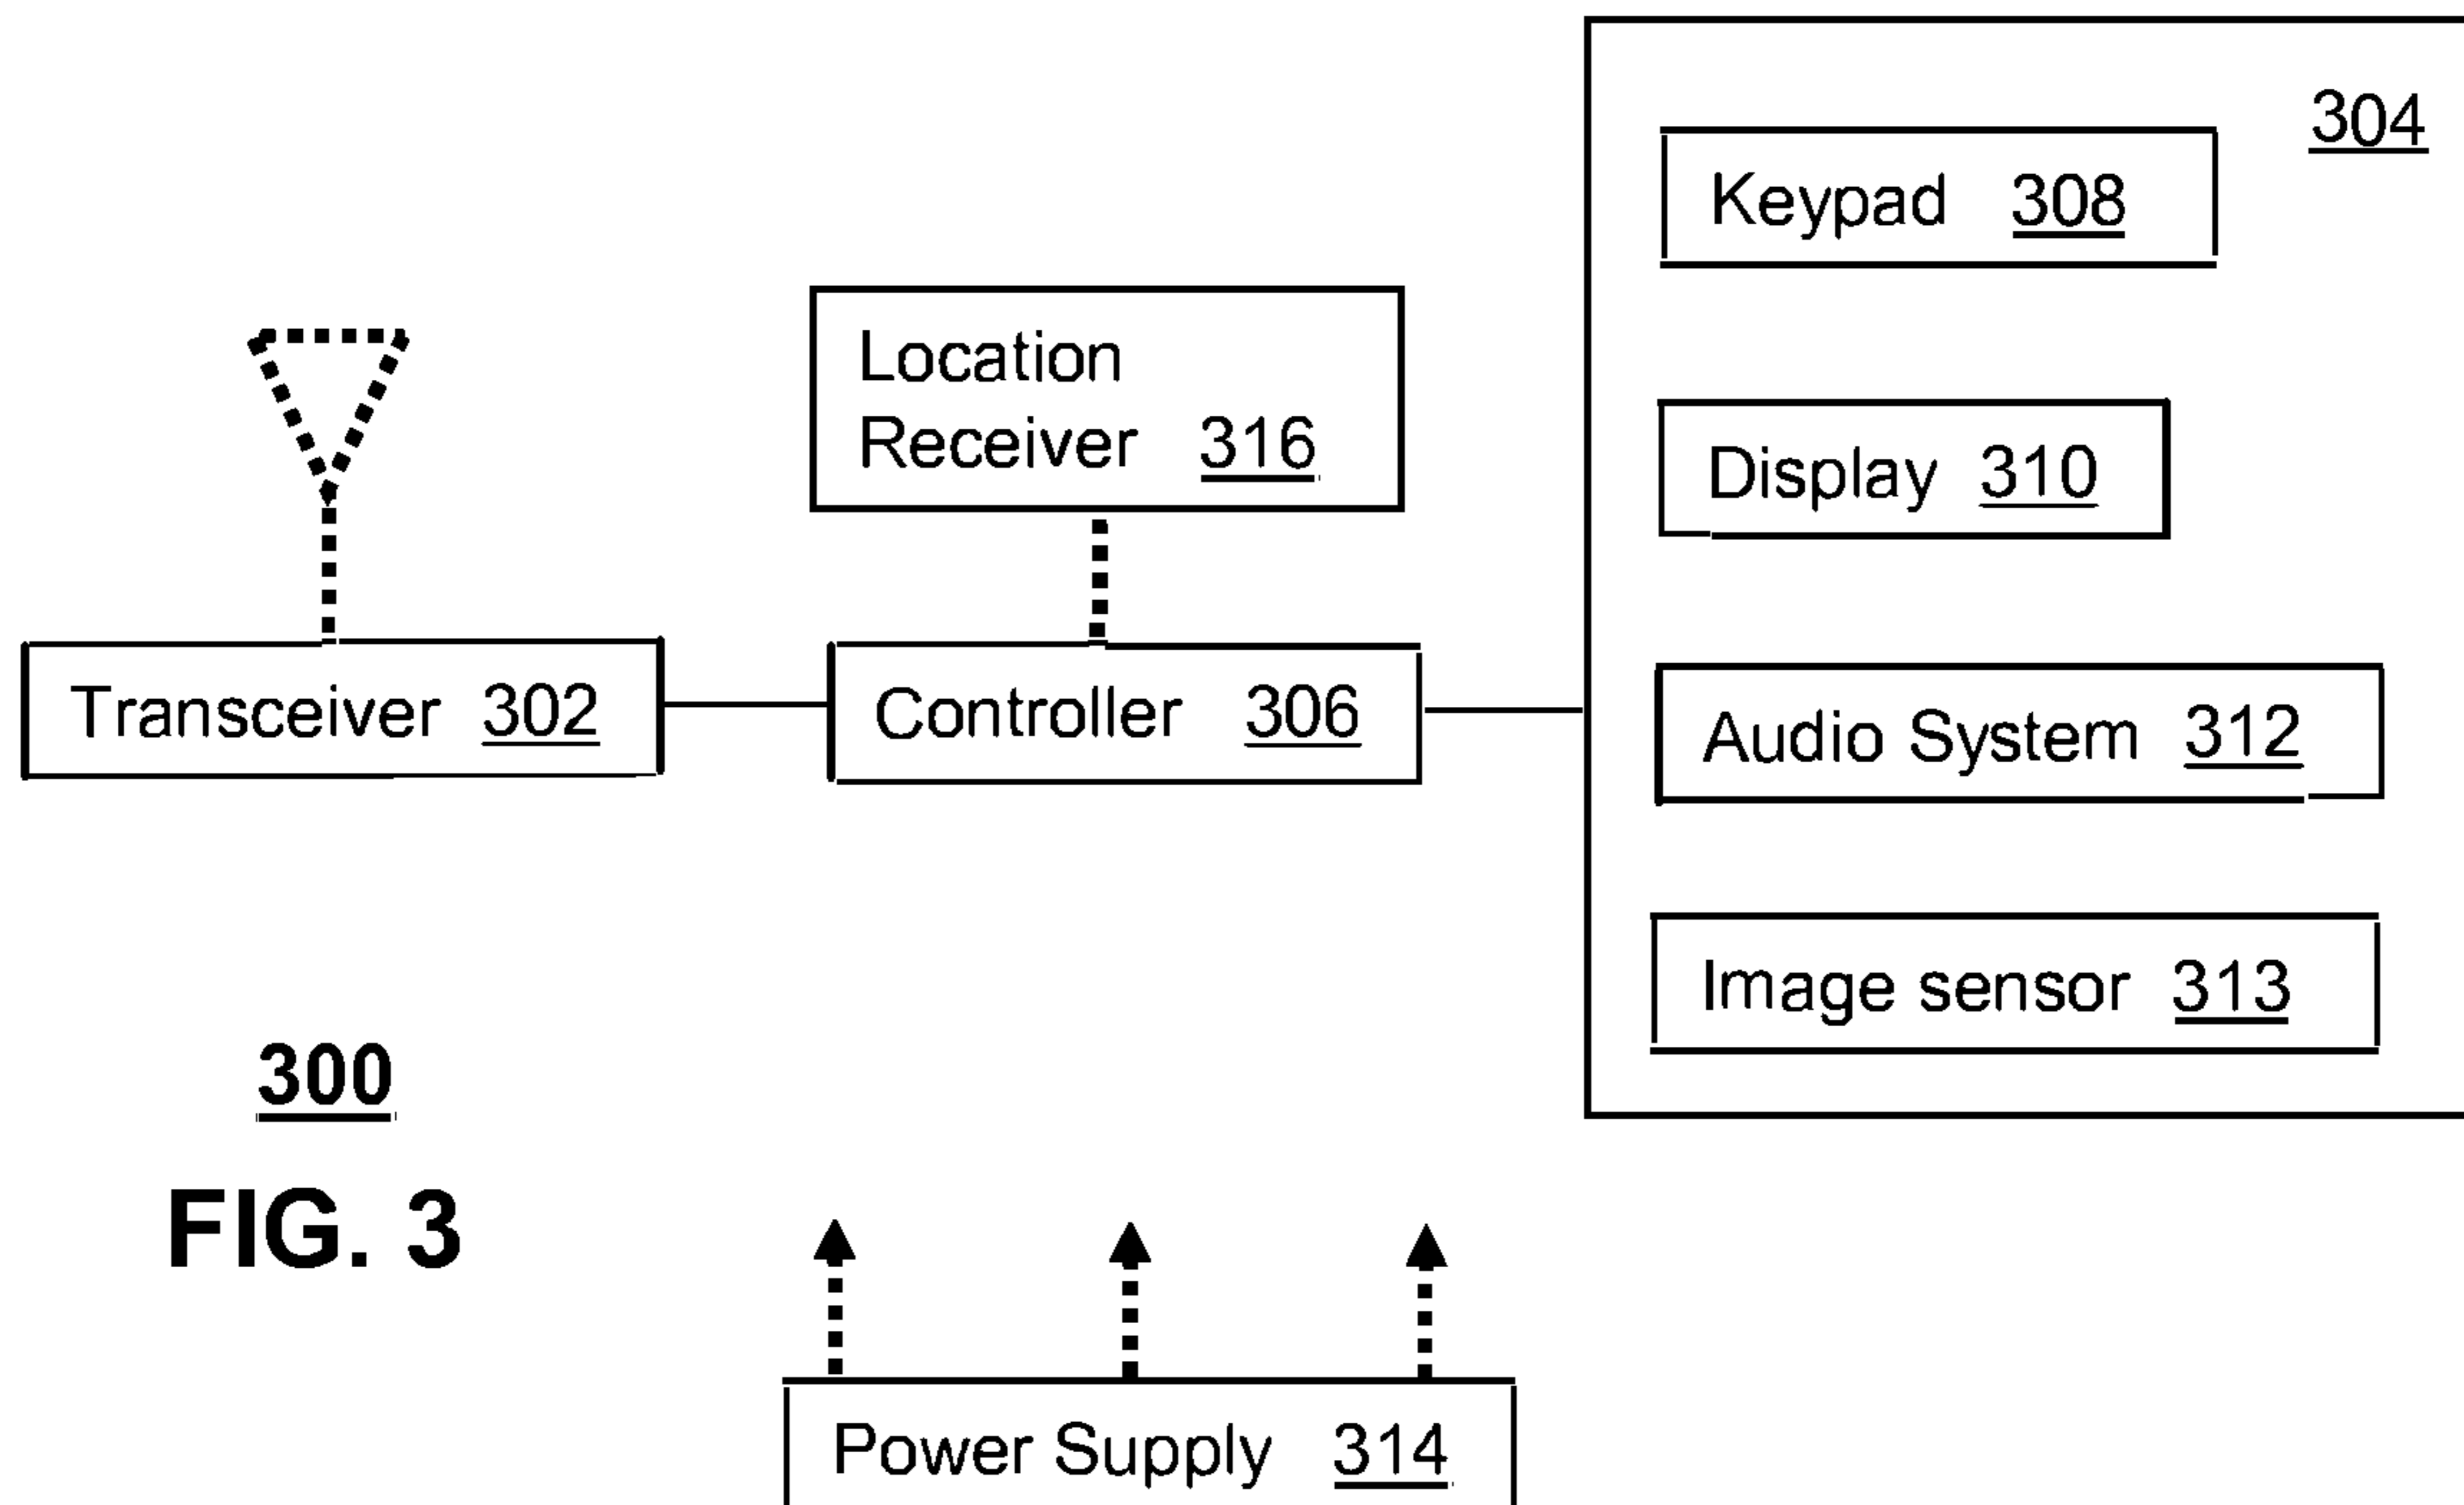 304
Keypad 308
Location
Receiver 316
Display 310
Transceiver 302
Controller 306
Audio System 312
Image sensor 313
300
FIG. 3
Power Supply 314